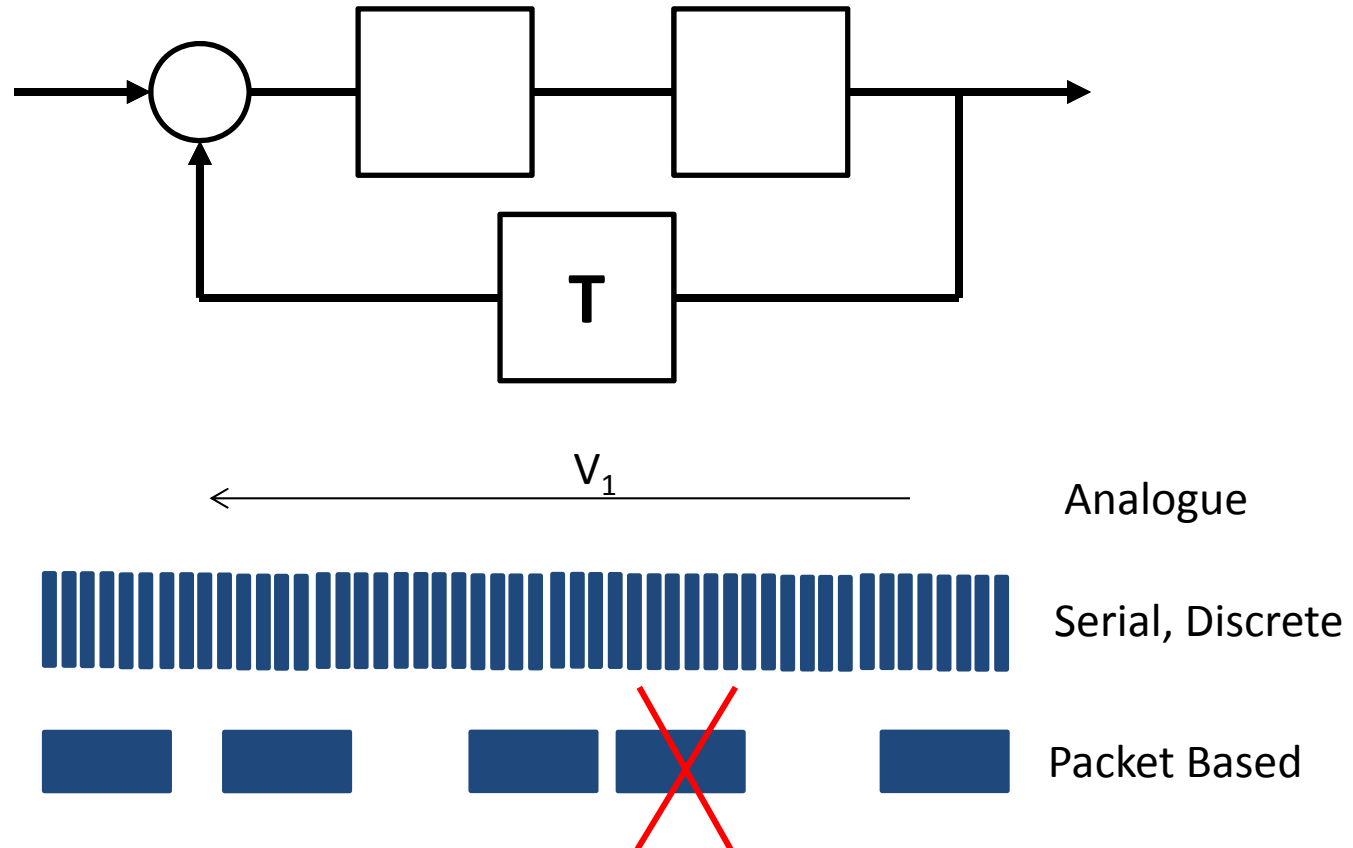 T
V₁
Analogue
Serial, Discrete
Packet Based